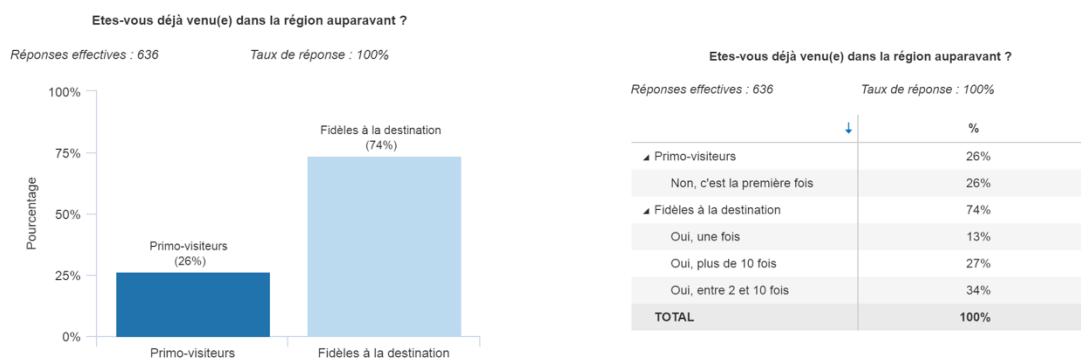 Etes-vous déjà venu(e) dans la région auparavant ?
Réponses effectives : 636 Taux de réponse : 100%
100%
75%
50%
25%
0%
Pourcentage
Fidèles à la destination
(74%)
Primo-visiteurs
(26%)
Primo-visiteurs Fidèles à la destination
Etes-vous déjà venu(e) dans la région auparavant ?
Réponses effectives : 636 Taux de réponse : 100%
%
Primo-visiteurs 26%
Non, c'est la première fois 26%
Fidèles à la destination 74%
Oui, une fois 13%
Oui, plus de 10 fois 27%
Oui, entre 2 et 10 fois 34%
TOTAL 100%